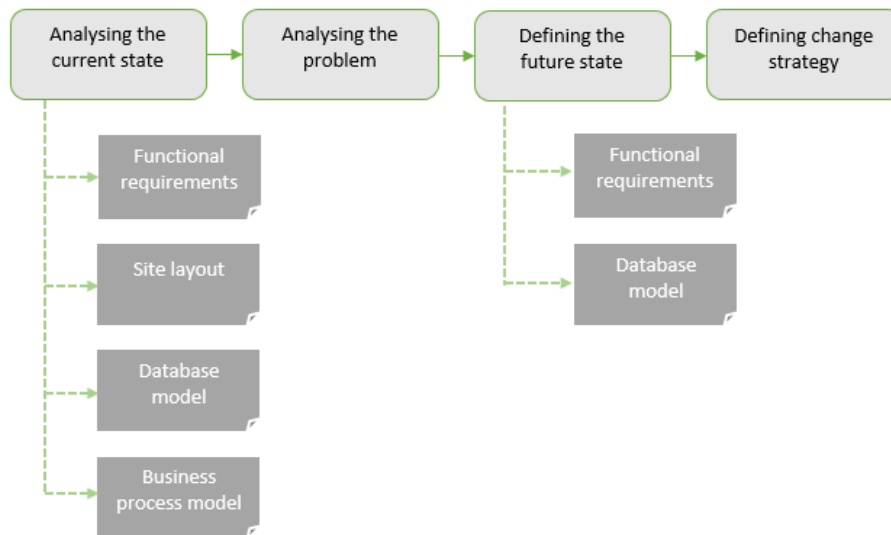 Analysing the
current state
Analysing the
problem
Defining the
future state
Defining change
strategy
Functional
requirements
Site layout
Database
model
Business
process model
Functional
requirements
Database
model